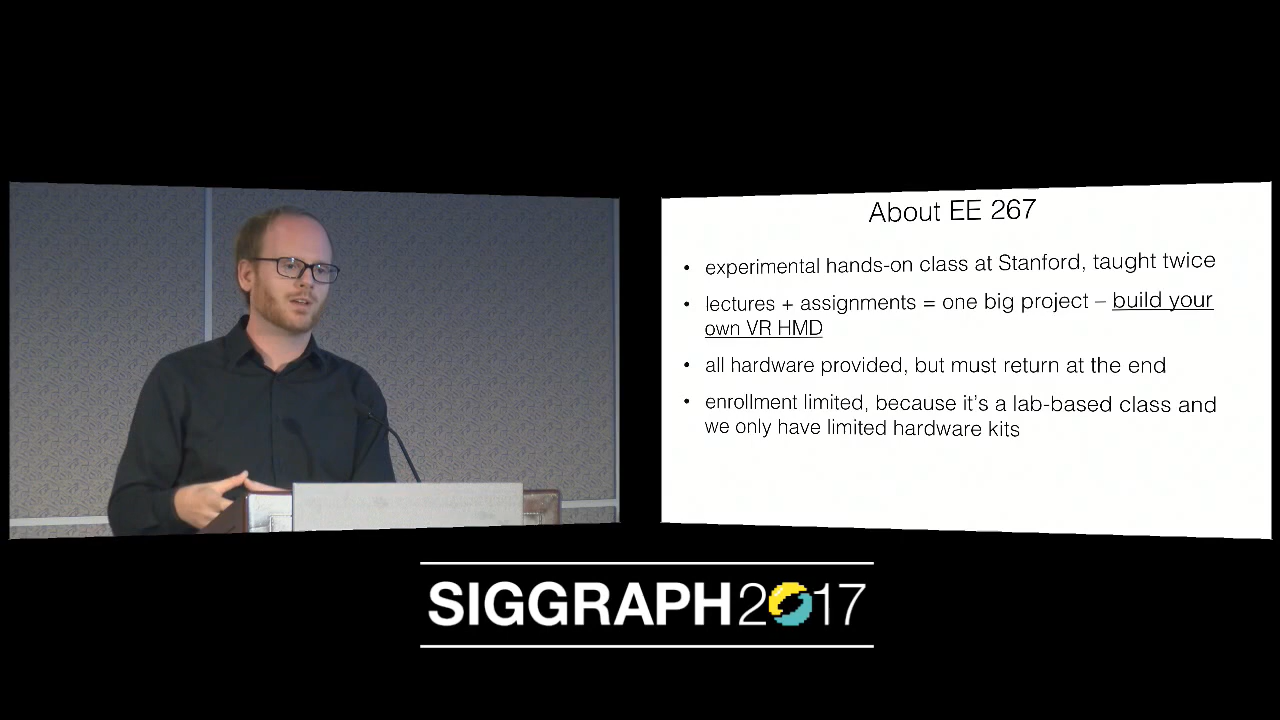 About EE 267
• experimental hands-on class at Stanford, taught twice
• lectures + assignments = one big project – build your
own VR HMD
• all hardware provided, but must return at the end
• enrollment limited, because it's a lab-based class and
we only have limited hardware kits
SIGGRAPH2017